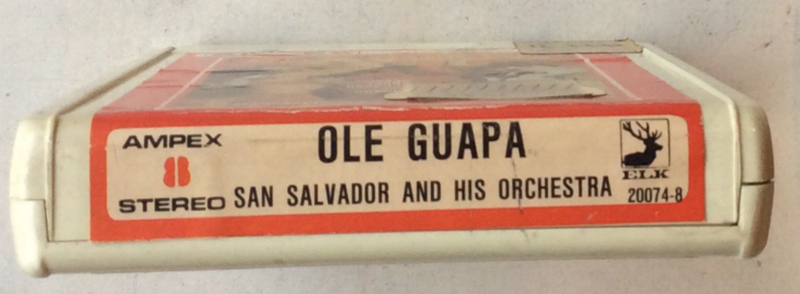 AMPEX
8
STEREO
OLE GUAPA
SAN SALVADOR AND HIS ORCHESTRA
ELK
20074-8